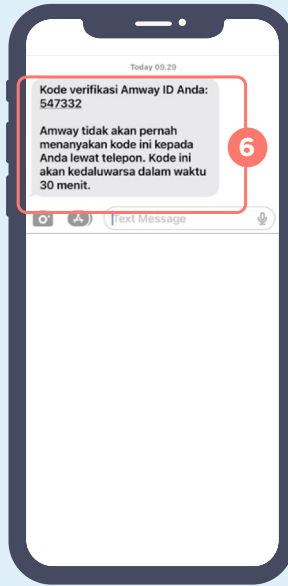 Today 09.29
Kode verifikasi Amway ID Anda:
547332
Amway tidak akan pernah
menanyakan kode ini kepada
Anda lewat telepon. Kode ini
akan kedaluwarsa dalam waktu
30 menit.
6
Text Message